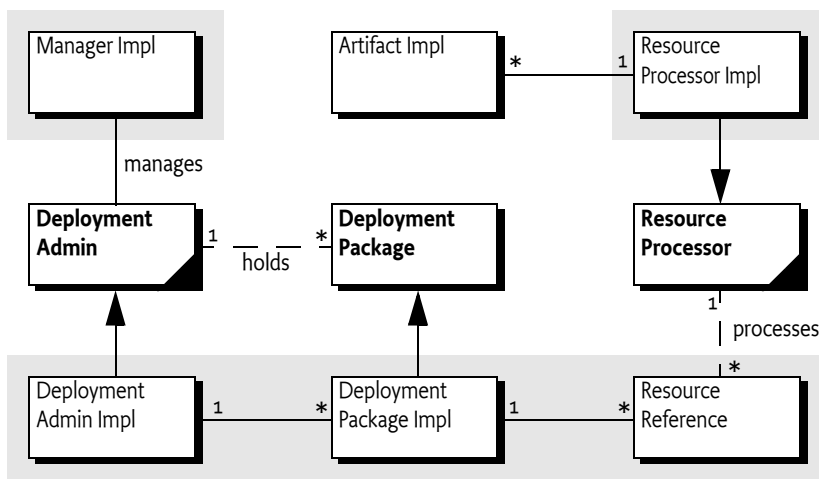 Manager Impl
Artifact Impl
Resource
Processor Impl
*
1
manages
Deployment
Admin
1
*
holds
Deployment
Package
Resource
Processor
1
processes
*
Deployment
Admin Impl
1
*
Deployment
Package Impl
1
*
Resource
Reference